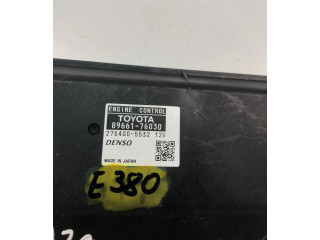 ENGINE CONTROL
TOYOTA
89661-76030
275400-5532 12V
DENSO
MADE IN JAPAN
E380